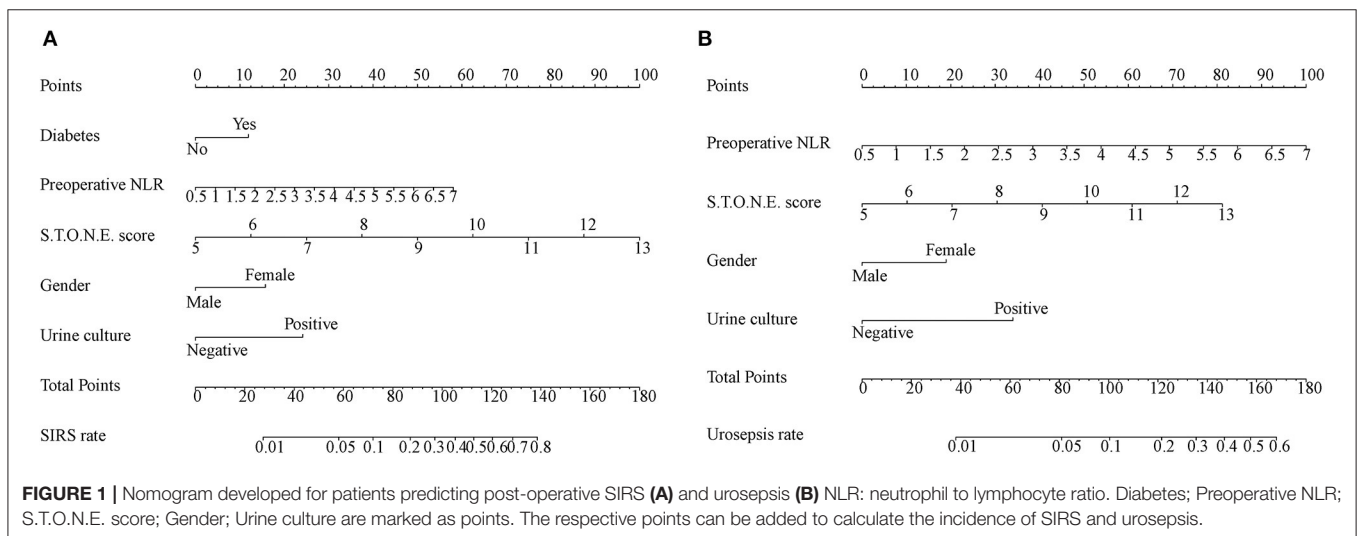 A
Points
0 10 20 30 40 50 60 70 80 90 100
Diabetes
Yes
No
Preoperative NLR
0.5 1 1.5 2 2.5 3 3.5 4 4.5 5 5.5 6 6.5 7
S.T.O.N.E. score
6 8 10 12
5 7 9 11 13
Gender
Female
Male
Urine culture
Positive
Negative
Total Points
0 20 40 60 80 100 120 140 160 180
SIRS rate
0.01 0.05 0.1 0.2 0.3 0.4 0.5 0.6 0.7 0.8
B
Points
0 10 20 30 40 50 60 70 80 90 100
Preoperative NLR
0.5 1 1.5 2 2.5 3 3.5 4 4.5 5 5.5 6 6.5 7
S.T.O.N.E. score
6 8 10 12
5 7 9 11 13
Gender
Female
Male
Urine culture
Positive
Negative
Total Points
0 20 40 60 80 100 120 140 160 180
Urosepsis rate
0.01 0.05 0.1 0.2 0.3 0.4 0.5 0.6
FIGURE 1 | Nomogram developed for patients predicting post-operative SIRS (A) and urosepsis (B) NLR: neutrophil to lymphocyte ratio. Diabetes; Preoperative NLR;
S.T.O.N.E. score; Gender; Urine culture are marked as points. The respective points can be added to calculate the incidence of SIRS and urosepsis.